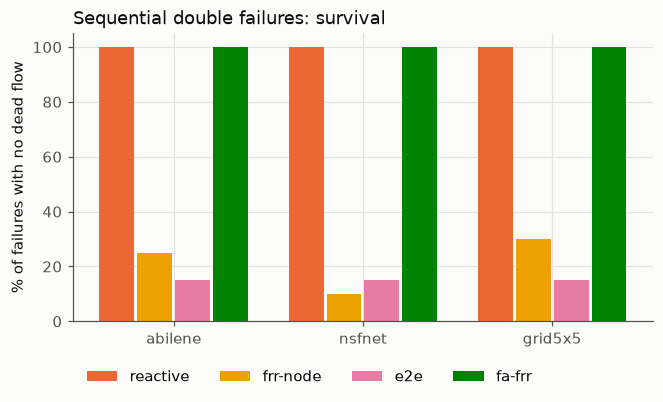 Sequential double failures: survival
% of failures with no dead flow
100
80
60
40
20
0
abilene nsfnet grid5x5
reactive frr-node e2e fa-frr